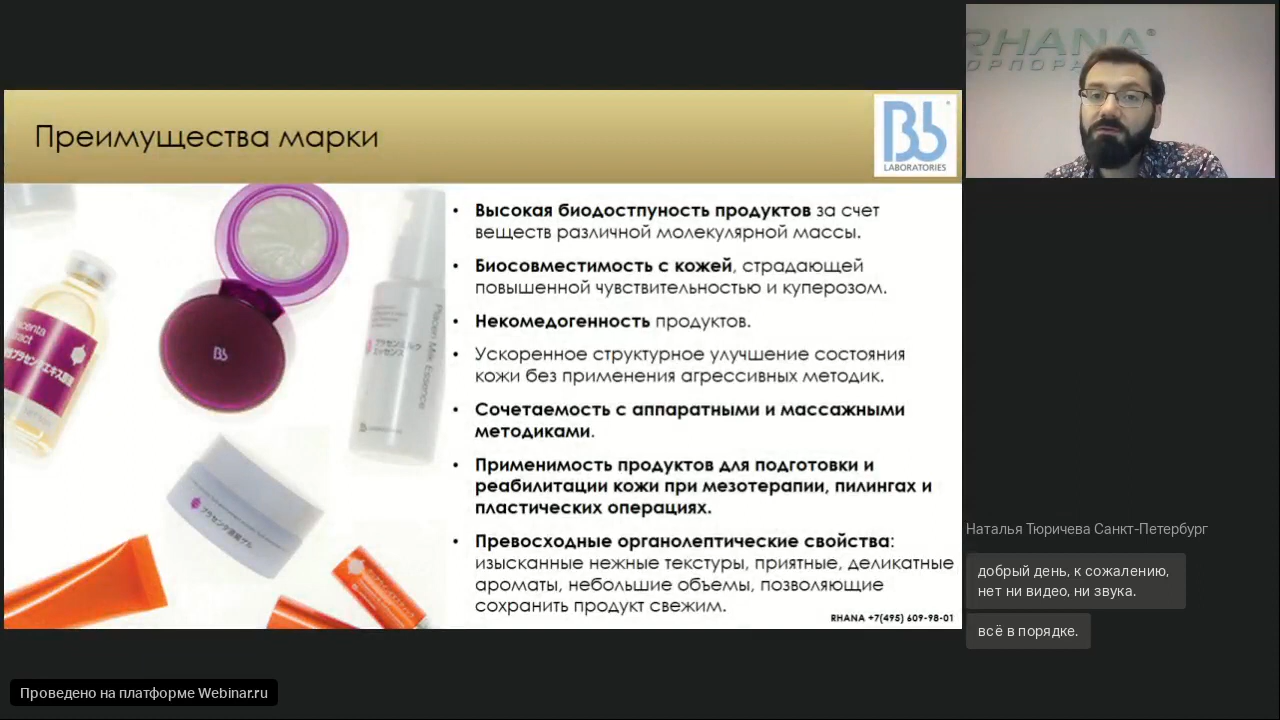 Преимущества марки
Bb
LABORATORIES
• Высокая биодостпуность продуктов за счет
веществ различной молекулярной массы.
• Биосовместимость с кожей, страдающей
повышенной чувствительностью и куперозом.
• Некомедогенность продуктов.
• Ускоренное структурное улучшение состояния
кожи без применения агрессивных методик.
• Сочетаемость с аппаратными и массажными
методиками.
• Применимость продуктов для подготовки и
реабилитации кожи при мезотерапии, пилингах и
пластических операциях.
• Превосходные органолептические свойства:
изысканные нежные текстуры, приятные, деликатные
ароматы, небольшие объемы, позволяющие
сохранить продукт свежим.
RHANA +7(495) 609-98-01
Bb
Placen Milk Essence
RHANA®
ОРПОРА
Наталья Тюричева Санкт-Петербург
добрый день, к сожалению,
нет ни видео, ни звука.
всё в порядке.
Проведено на платформе Webinar.ru